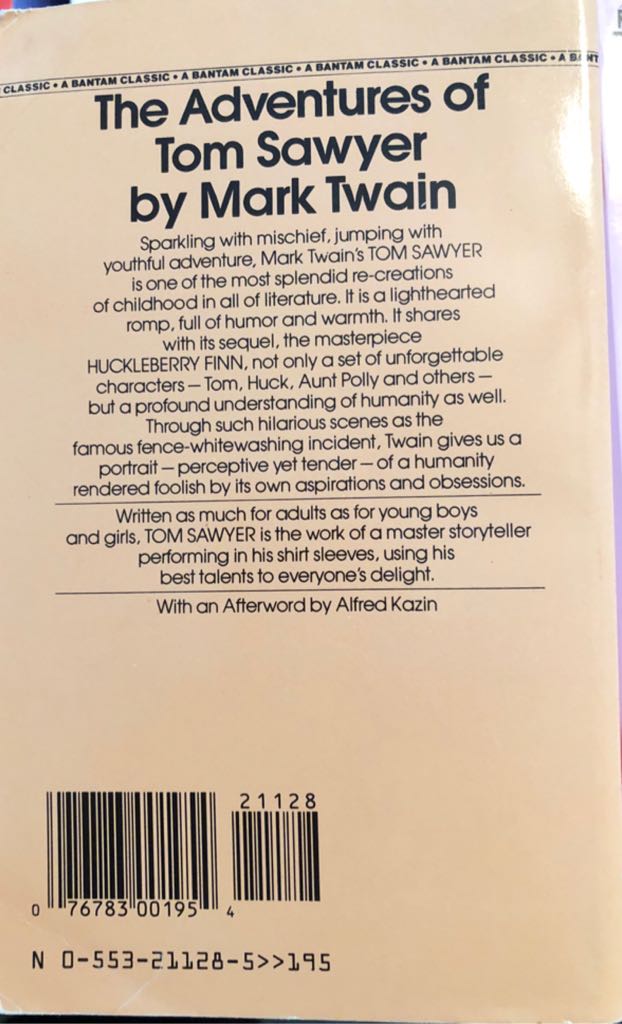 CLASSIC • A BANTAM CLASSIC • A BANTAM CLASSIC • A BANTAM CLASSIC • A BANTAM CLASSIC • A
The Adventures of
Tom Sawyer
by Mark Twain
Sparkling with mischief, jumping with
youthful adventure, Mark Twain's TOM SAWYER
is one of the most splendid re-creations
of childhood in all of literature. It is a lighthearted
romp, full of humor and warmth. It shares
with its sequel, the masterpiece
HUCKLEBERRY FINN, not only a set of unforgettable
characters — Tom, Huck, Aunt Polly and others —
but a profound understanding of humanity as well.
Through such hilarious scenes as the
famous fence-whitewashing incident, Twain gives us a
portrait — perceptive yet tender — of a humanity
rendered foolish by its own aspirations and obsessions.
Written as much for adults as for young boys
and girls, TOM SAWYER is the work of a master storyteller
performing in his shirt sleeves, using his
best talents to everyone's delight.
With an Afterword by Alfred Kazin
21128
0 76783 00195 4
N 0-553-21128-5>>195